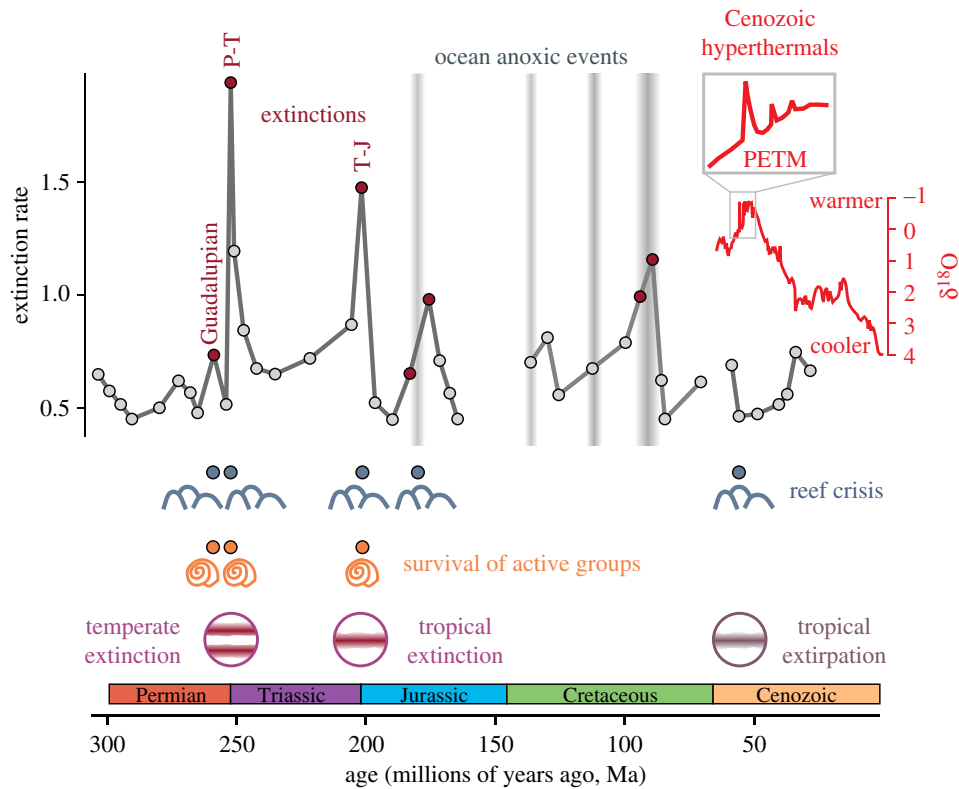 Cenozoic
hyperthermals
P-T
ocean anoxic events
extinctions
T-J
PETM
1.5
warmer
−1
0
1
2
3
4
δ18O
cooler
extinction rate
Guadalupian
1.0
0.5
reef crisis
survival of active groups
temperate
extinction
tropical
extinction
tropical
extirpation
Permian
Triassic
Jurassic
Cretaceous
Cenozoic
300
250
200
150
100
50
age (millions of years ago, Ma)